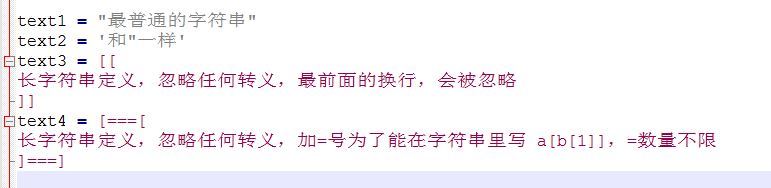 text1 = "最普通的字符串"
text2 = '和"一样'
text3 = [[
长字符串定义，忽略任何转义，最前面的换行，会被忽略
]]
text4 = [===[
长字符串定义，忽略任何转义，加=号为了能在字符串里写 a[b[1]]，=数量不限
]===]